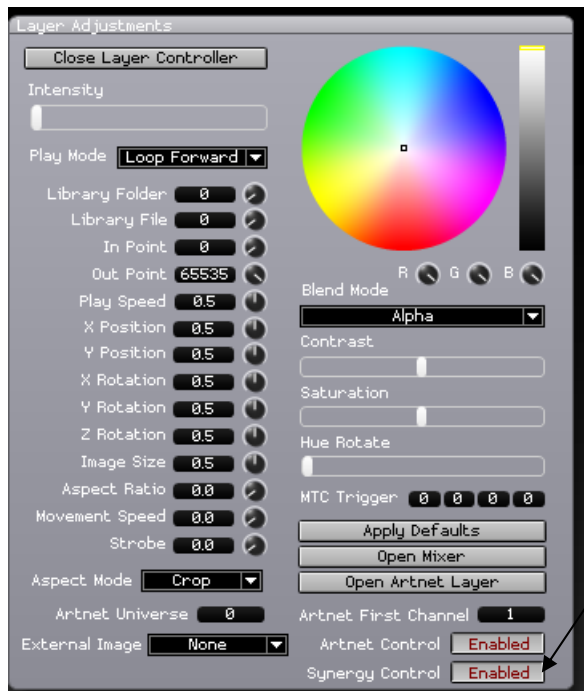 Layer Adjustments
Close Layer Controller
Intensity
Play Mode Loop Forward
Library Folder 0
Library File 0
In Point 0
Out Point 65535
Play Speed 0.5
X Position 0.5
Y Position 0.5
X Rotation 0.5
Y Rotation 0.5
Z Rotation 0.5
Image Size 0.5
Aspect Ratio 0.0
Movement Speed 0.0
Strobe 0.0
Aspect Mode Crop
Artnet Universe 0
External Image None
R G B
Blend Mode
Alpha
Contrast
Saturation
Hue Rotate
MTC Trigger 0 0 0 0
Apply Defaults
Open Mixer
Open Artnet Layer
Artnet First Channel 1
Artnet Control Enabled
Synergy Control Enabled